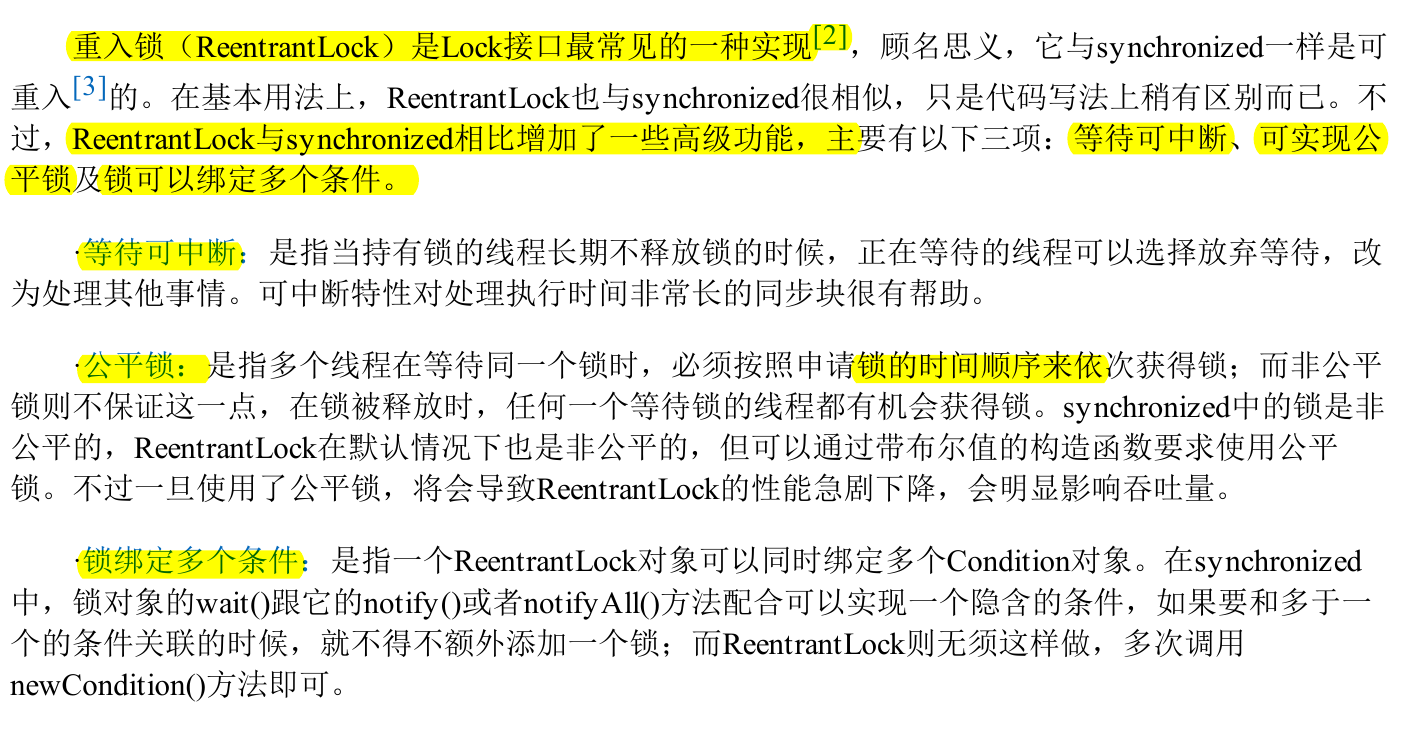 重入锁（ReentrantLock）是Lock接口最常见的一种实现[2]，顾名思义，它与synchronized一样是可
重入[3]的。在基本用法上，ReentrantLock也与synchronized很相似，只是代码写法上稍有区别而已。不
过，ReentrantLock与synchronized相比增加了一些高级功能，主要有以下三项：等待可中断、可实现公
平锁及锁可以绑定多个条件。
·等待可中断：是指当持有锁的线程长期不释放锁的时候，正在等待的线程可以选择放弃等待，改
为处理其他事情。可中断特性对处理执行时间非常长的同步块很有帮助。
·公平锁：是指多个线程在等待同一个锁时，必须按照申请锁的时间顺序来依次获得锁；而非公平
锁则不保证这一点，在锁被释放时，任何一个等待锁的线程都有机会获得锁。synchronized中的锁是非
公平的，ReentrantLock在默认情况下也是非公平的，但可以通过带布尔值的构造函数要求使用公平
锁。不过一旦使用了公平锁，将会导致ReentrantLock的性能急剧下降，会明显影响吞吐量。
·锁绑定多个条件：是指一个ReentrantLock对象可以同时绑定多个Condition对象。在synchronized
中，锁对象的wait()跟它的notify()或者notifyAll()方法配合可以实现一个隐含的条件，如果要和多于一
个的条件关联的时候，就不得不额外添加一个锁；而ReentrantLock则无须这样做，多次调用
newCondition()方法即可。